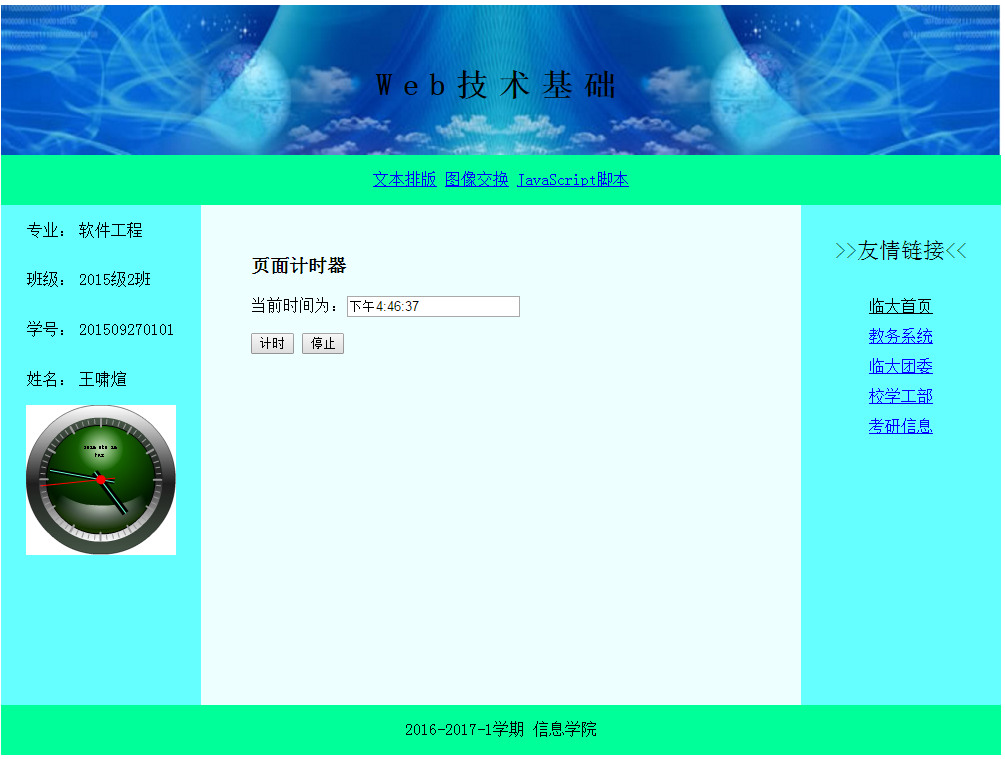 Web技术基础
文本排版 图像交换 JavaScript脚本
专业： 软件工程
班级： 2015级2班
学号： 201509270101
姓名： 王啸煊
页面计时器
当前时间为： 下午4:46:37
计时 停止
>>友情链接<<
临大首页
教务系统
临大团委
校学工部
考研信息
2016-2017-1学期 信息学院